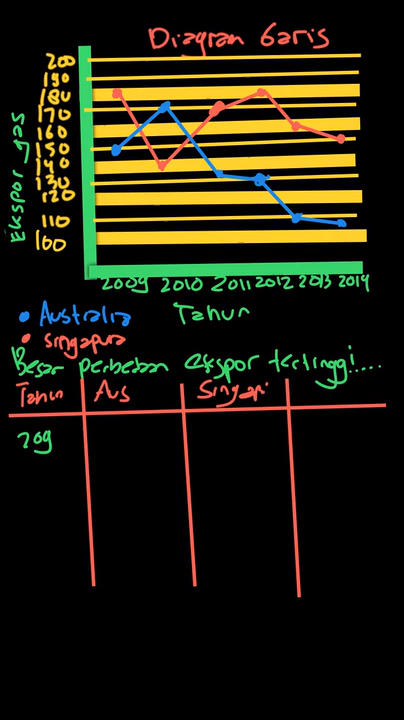 Diagram Garis
200
190
180
170
160
150
140
130
120
110
100
Ekspor gas
2009 2010 2011 2012 2013 2014
Tahun
Australia
Singapura
Besar perbedaan ekspor tertinggi....
Tahun Aus Singapr
209